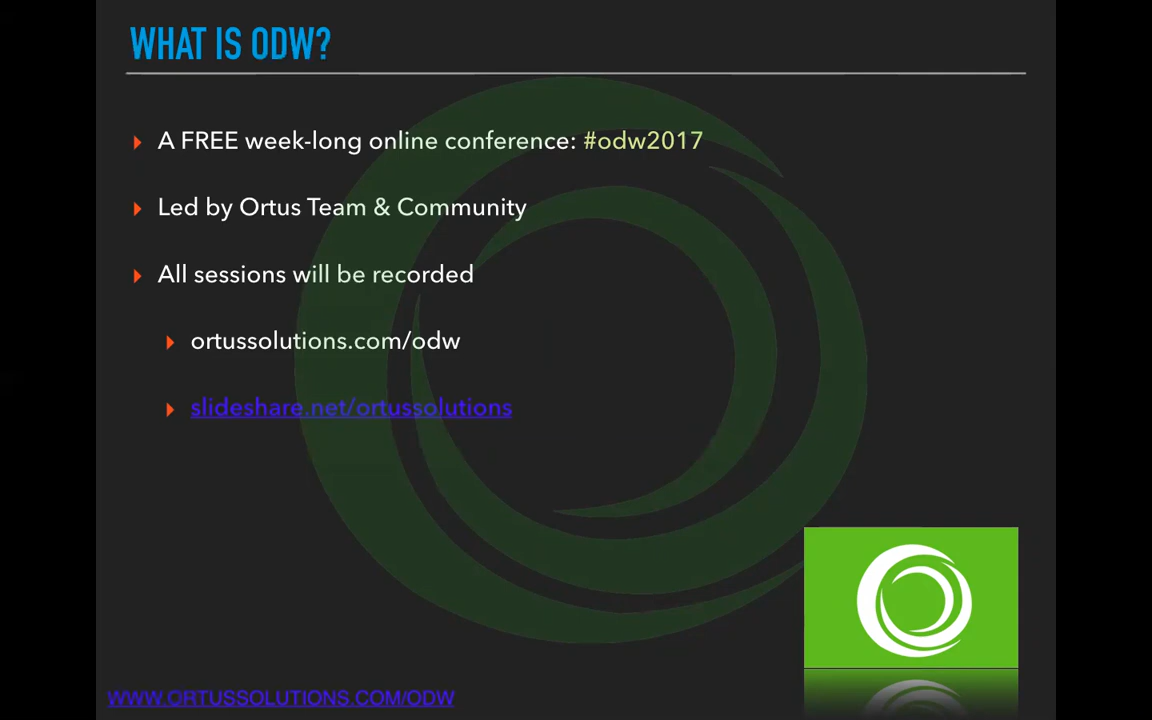 WHAT IS ODW?
A FREE week-long online conference: #odw2017
Led by Ortus Team & Community
All sessions will be recorded
ortussolutions.com/odw
slideshare.net/ortussolutions
WWW.ORTUSSOLUTIONS.COM/ODW